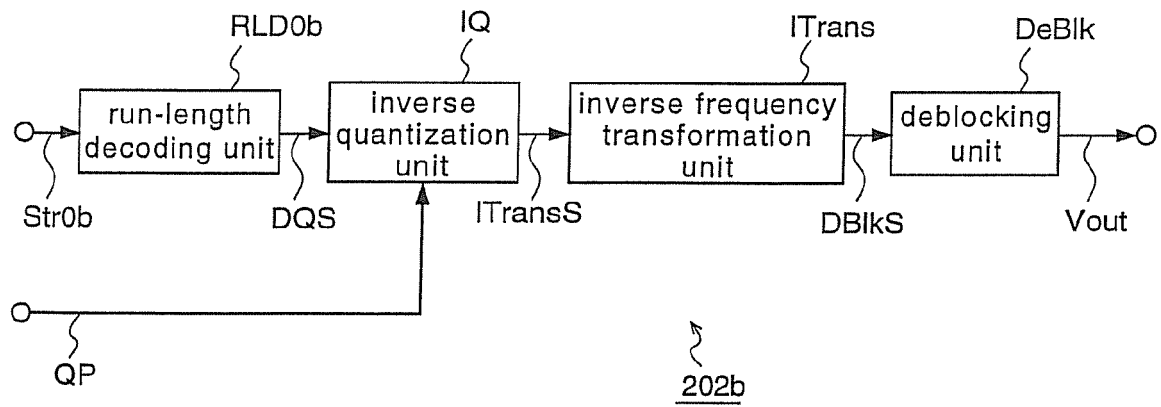 RLD0b
IQ
ITrans
DeBlk
run-length
decoding unit
inverse
quantization
unit
inverse frequency
transformation
unit
deblocking
unit
Str0b
DQS
ITransS
DBlkS
Vout
QP
202b